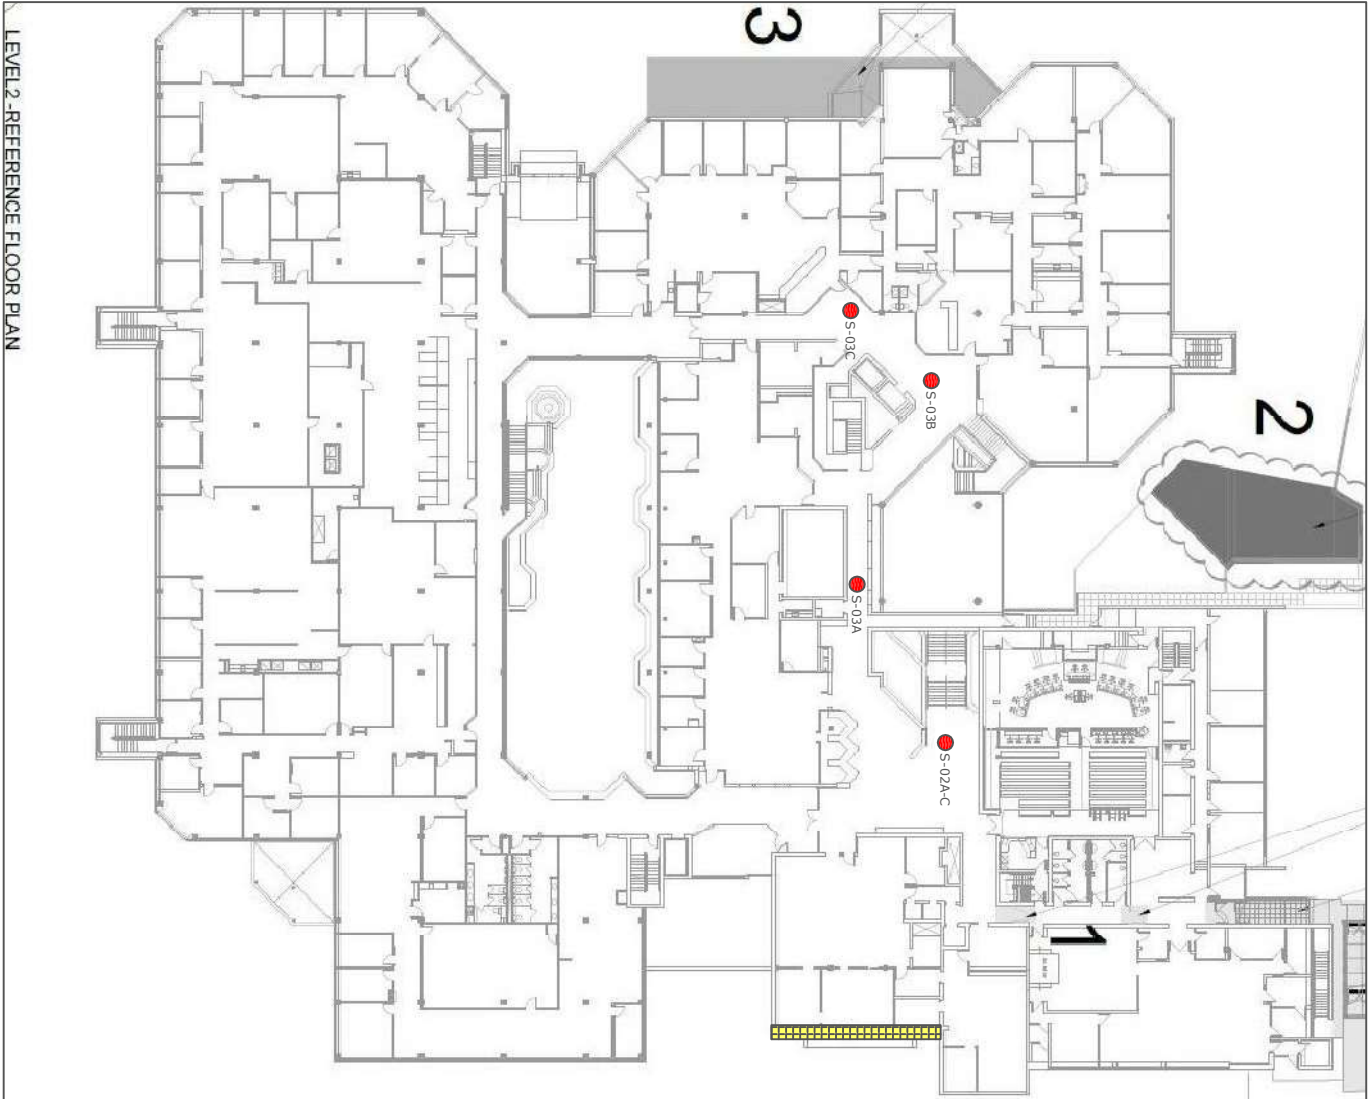 LEVEL 2 - REFERENCE FLOOR PLAN
3
2
S-03C
S-03B
S-03A
S-02A-C
1